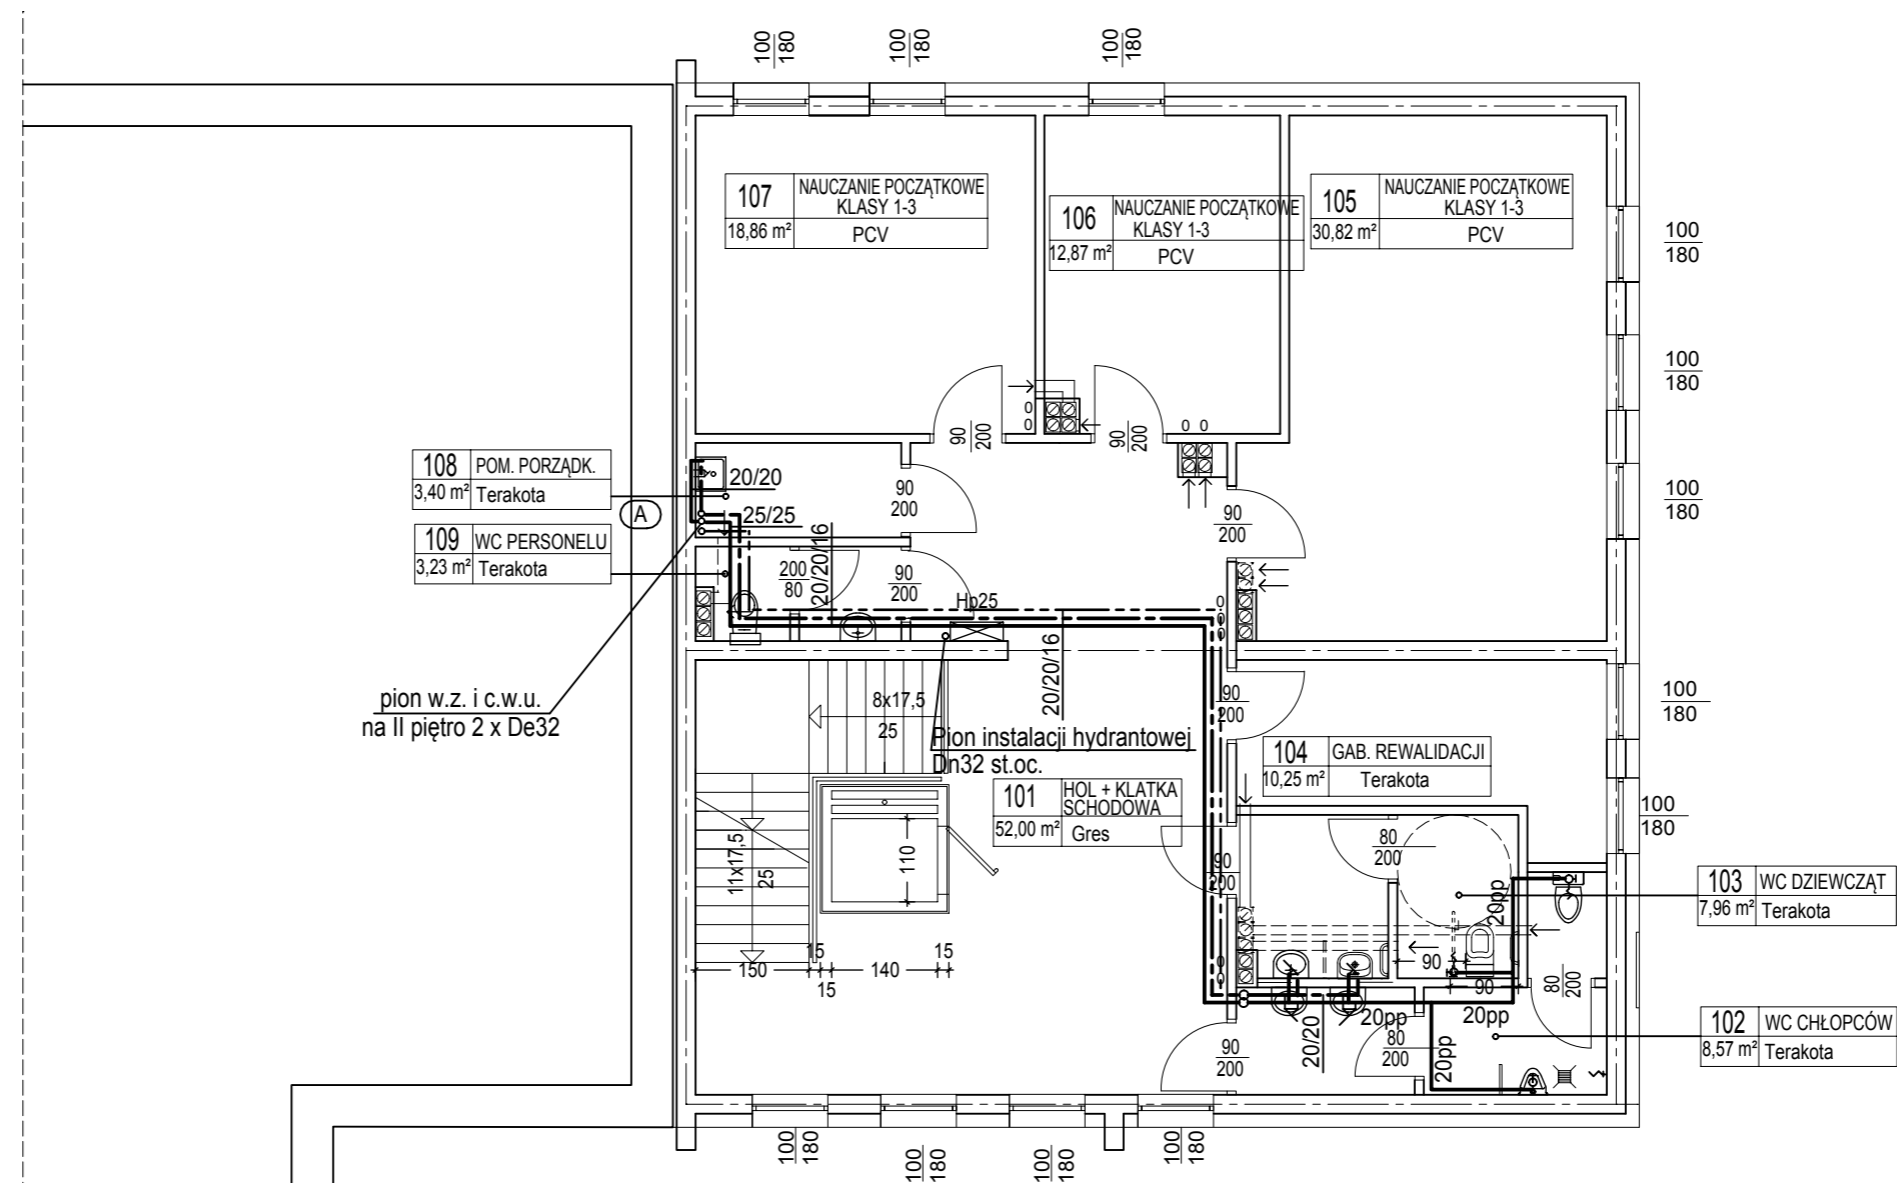 100
180
100
180
100
180
107
NAUCZANIE POCZĄTKOWE
KLASY 1-3
18,86 m²
PCV
106
NAUCZANIE POCZĄTKOWE
KLASY 1-3
12,87 m²
PCV
105
NAUCZANIE POCZĄTKOWE
KLASY 1-3
30,82 m²
PCV
100
180
100
180
100
180
100
180
100
180
0
0
0 0
90
200
90
200
108
POM. PORZĄDK.
3,40 m²
Terakota
109
WC PERSONELU
3,23 m²
Terakota
A
20/20
25/25
90
200
90
200
200
80
20/20/16
90
200
Hp25
0
0
20/20/16
pion w.z. i c.w.u.
na II piętro 2 x De32
8x17,5
25
Pion instalacji hydrantowej
Dn32 st.oc.
90
200
104
GAB. REWALIDACJI
10,25 m²
Terakota
101
HOL + KLATKA
SCHODOWA
52,00 m²
Gres
11x17,5
25
110
80
200
90
200
103
WC DZIEWCZĄT
7,96 m²
Terakota
20pp
15
15
150
140
15
0
0
90
90
80
200
20/20
20pp
20pp
80
200
20pp
90
200
102
WC CHŁOPCÓW
8,57 m²
Terakota
100
180
100
180
100
180
100
180